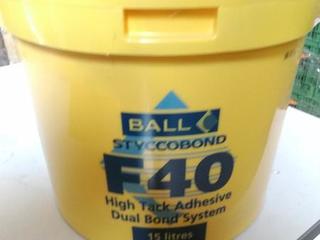 BALL
STYCCOBOND
F40
High Tack Adhesive
Dual Bond System
15 litres